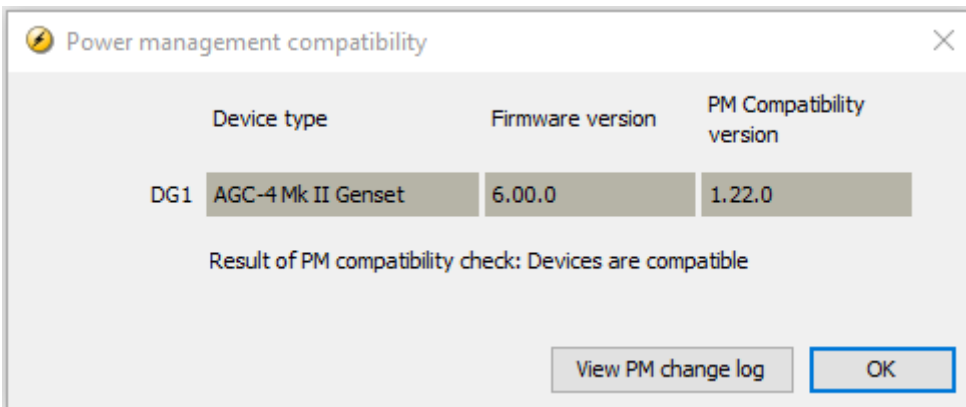 Power management compatibility
Device type Firmware version PM Compatibility
version
DG1 AGC-4 Mk II Genset 6.00.0 1.22.0
Result of PM compatibility check: Devices are compatible
View PM change log OK